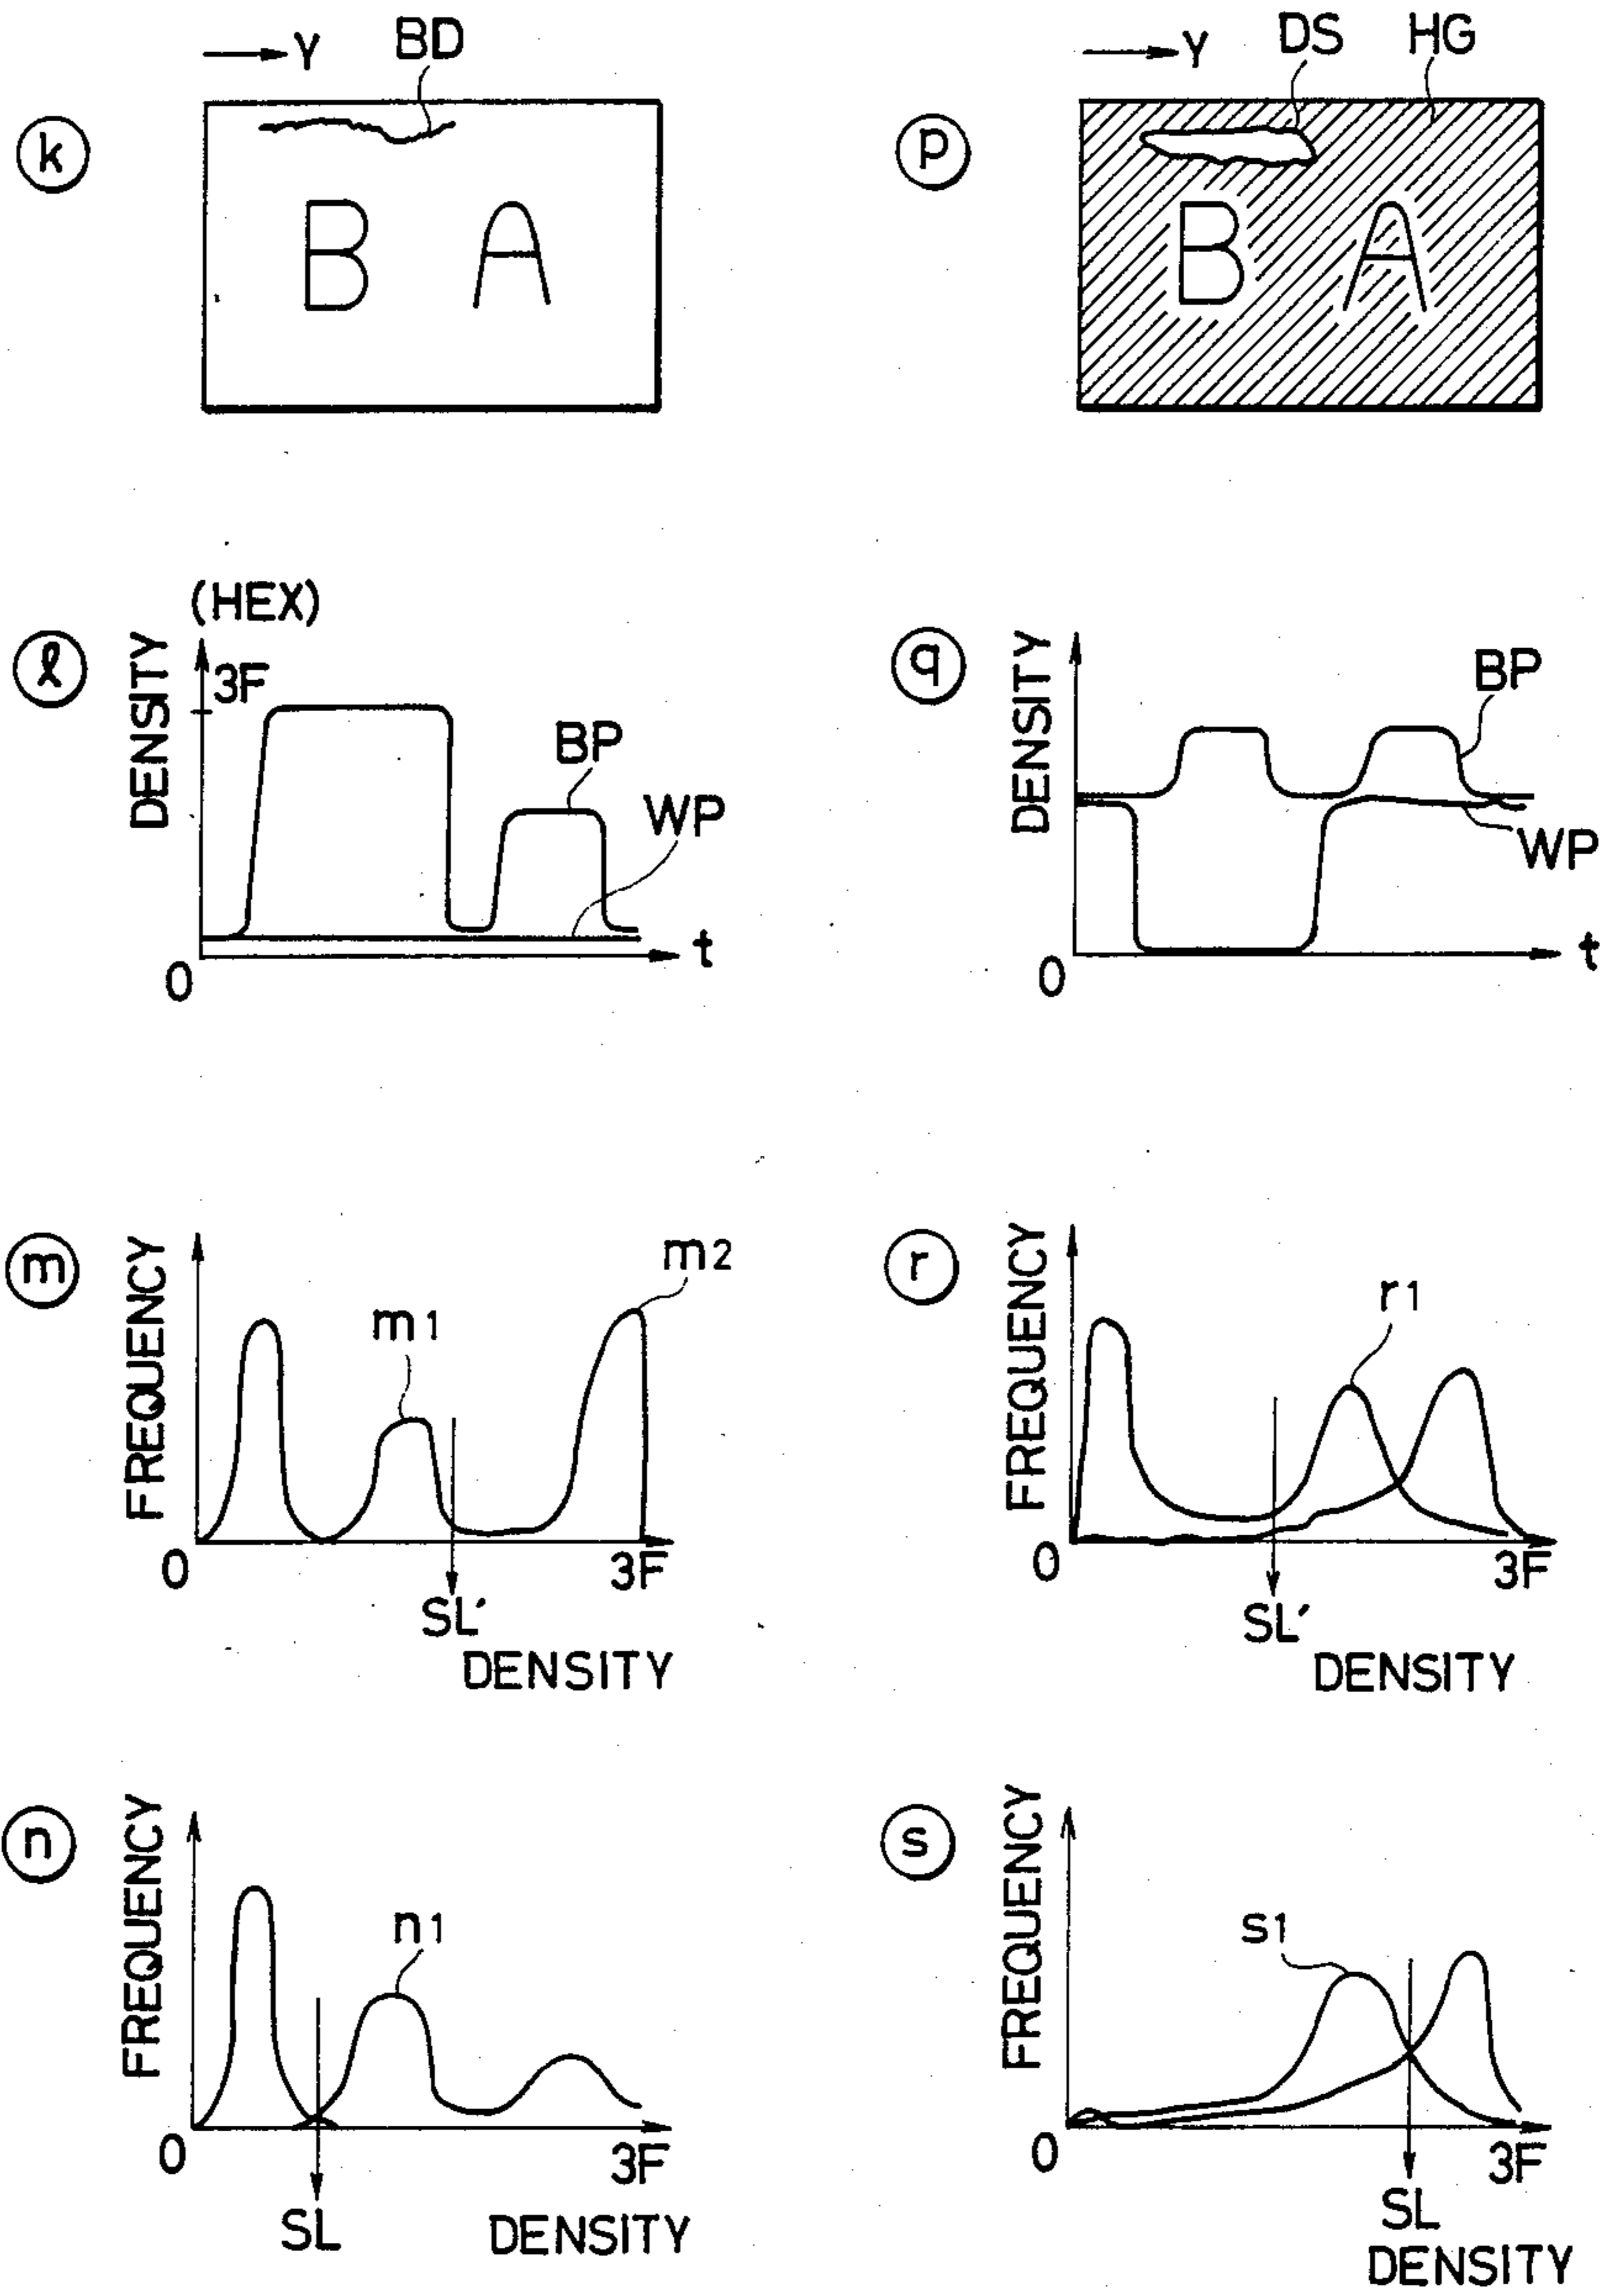 Y BD
k
B A
Y DS HG
p
B A
(HEX)
ℓ
DENSITY
3F
BP
WP
0
t
q
DENSITY
BP
WP
0
t
m
FREQUENCY
m1
m2
0
3F
SL'
DENSITY
r
FREQUENCY
r1
0
3F
SL'
DENSITY
n
FREQUENCY
n1
0
3F
SL
DENSITY
s
FREQUENCY
s1
0
3F
SL
DENSITY